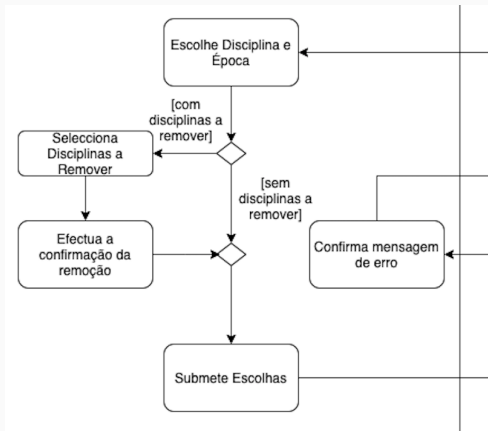 Escolhe Disciplina e
Época
[com
disciplinas a
remover]
Selecciona
Disciplinas a
Remover
[sem
disciplinas a
remover]
Efectua a
confirmação da
remoção
Confirma mensagem
de erro
Submete Escolhas